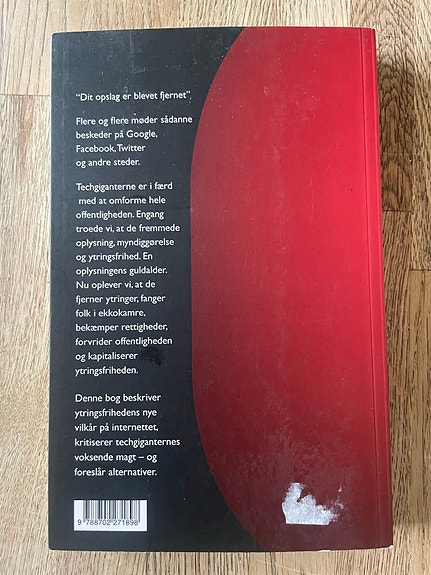 “Dit opslag er blevet fjernet”.
Flere og flere møder sådanne
beskeder på Google,
Facebook, Twitter
og andre steder.
Techgiganterne er i færd
med at omforme hele
offentligheden. Engang
troede vi, at de fremmede
oplysning, myndiggørelse
og ytringsfrihed. En
oplysningens guldalder.
Nu oplever vi, at de
fjerner ytringer, fanger
folk i ekkokamre,
bekæmper rettigheder,
forvrider offentligheden
og kapitaliserer
ytringsfriheden.
Denne bog beskriver
ytringsfrihedens nye
vilkår på internettet,
kritiserer techgiganternes
voksende magt – og
foreslår alternativer.
9 788702 271898